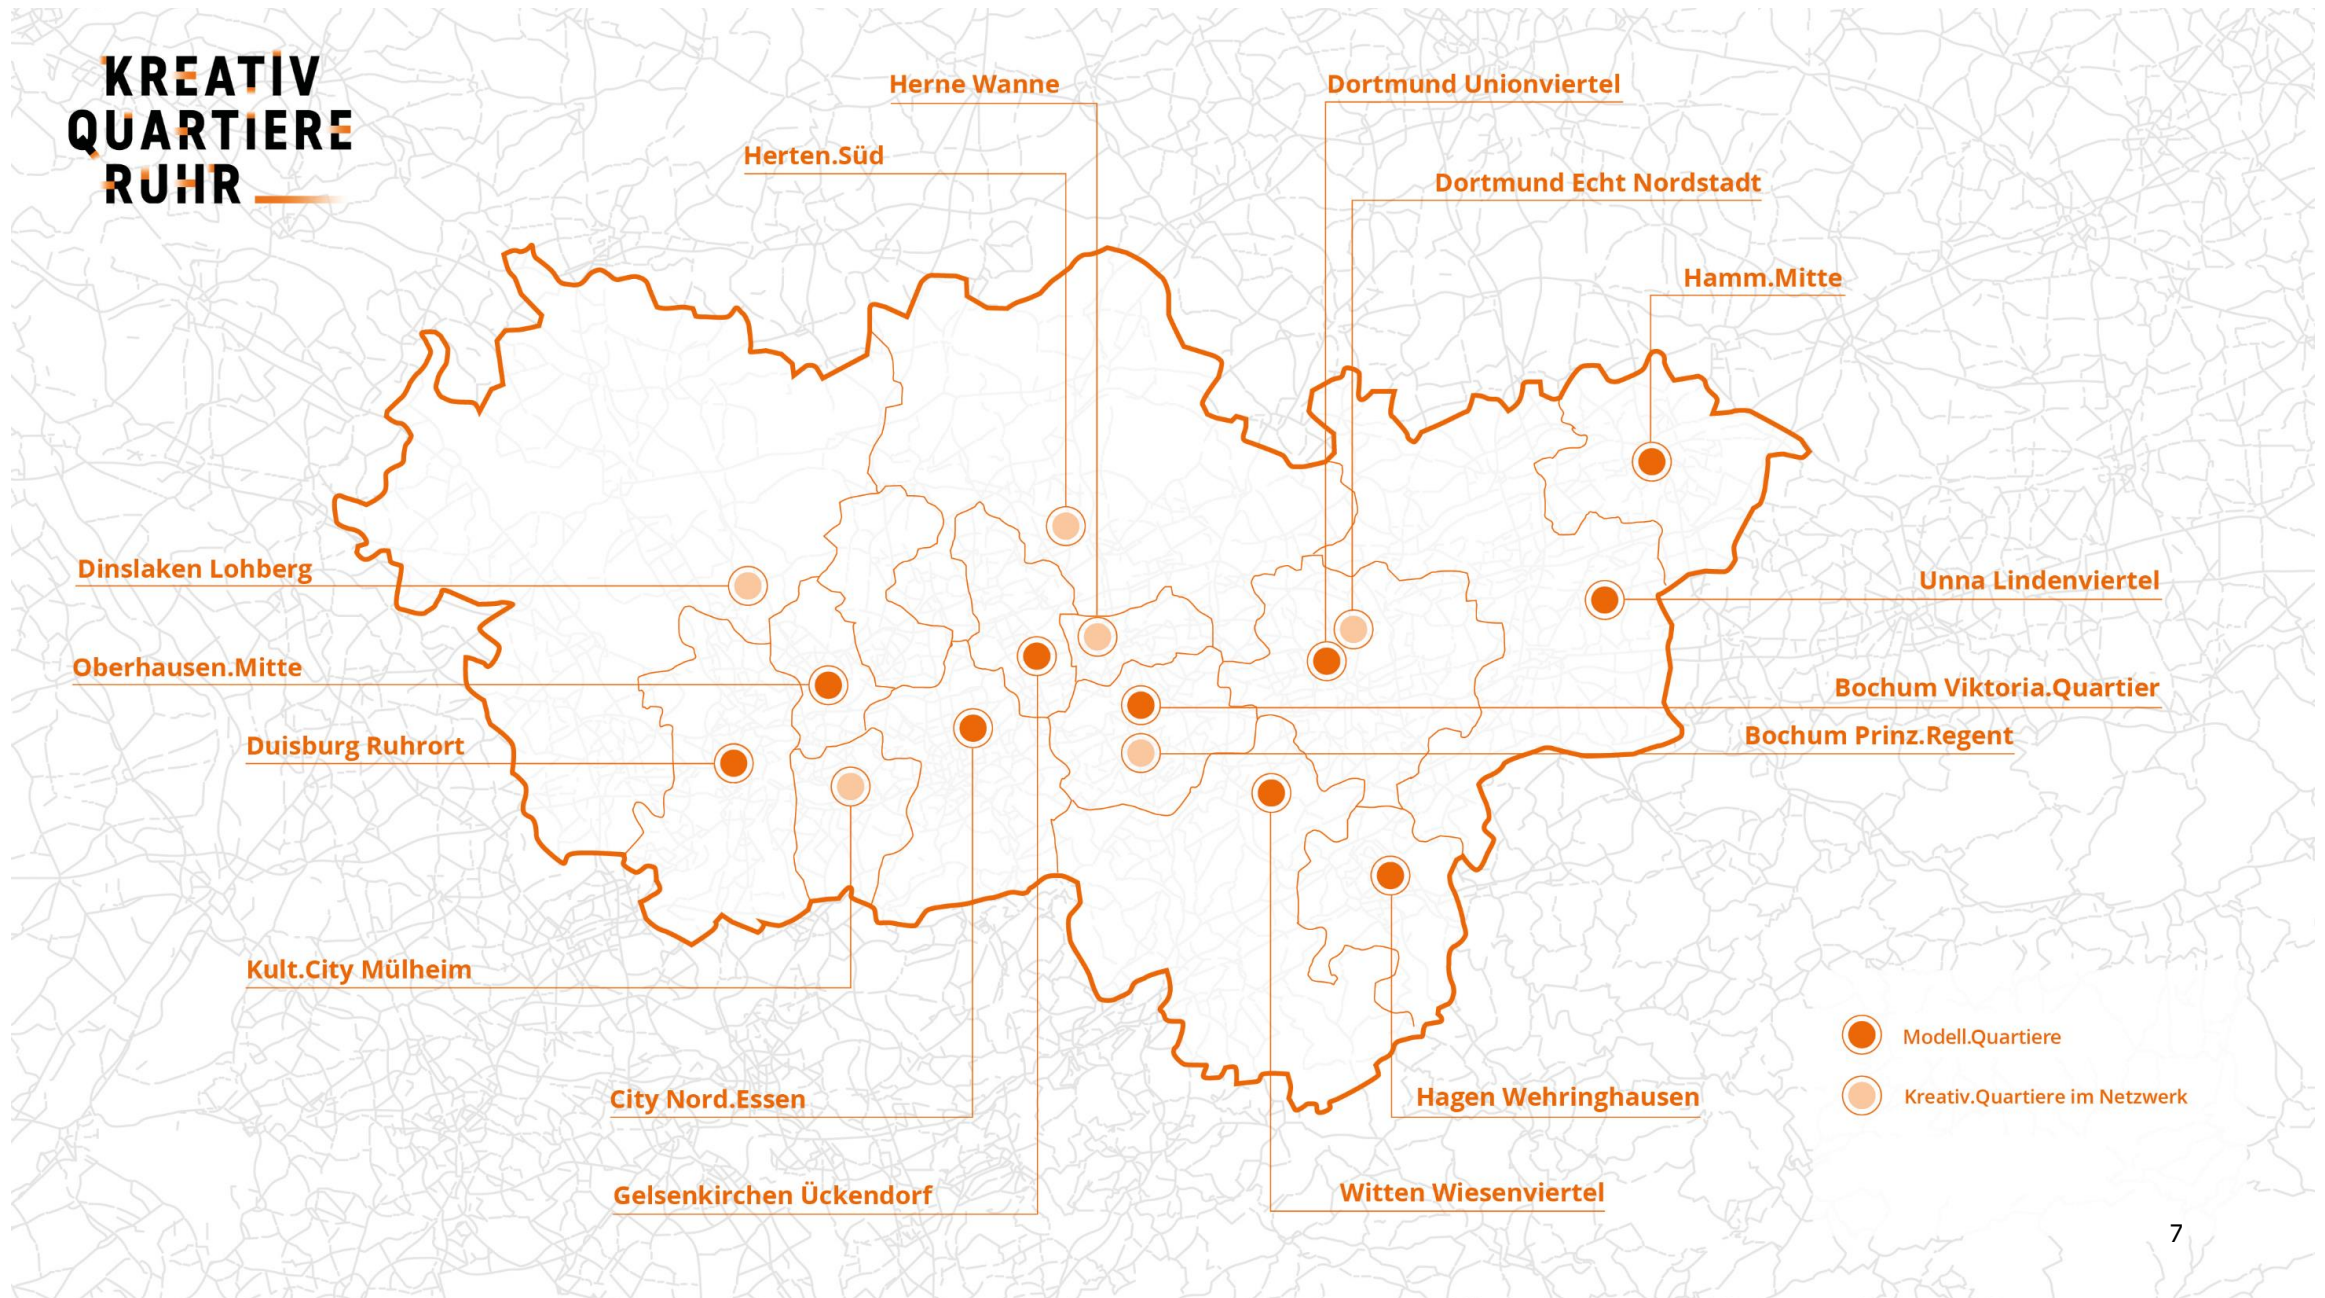 KREATIV
QUARTIERE
RUHR
Herne Wanne
Dortmund Unionviertel
Herten.Süd
Dortmund Echt Nordstadt
Hamm.Mitte
Dinslaken Lohberg
Unna Lindenviertel
Oberhausen.Mitte
Bochum Viktoria.Quartier
Duisburg Ruhrort
Bochum Prinz.Regent
Kult.City Mülheim
City Nord.Essen
Hagen Wehringhausen
Gelsenkirchen Ückendorf
Witten Wiesenviertel
Modell.Quartiere
Kreativ.Quartiere im Netzwerk
7